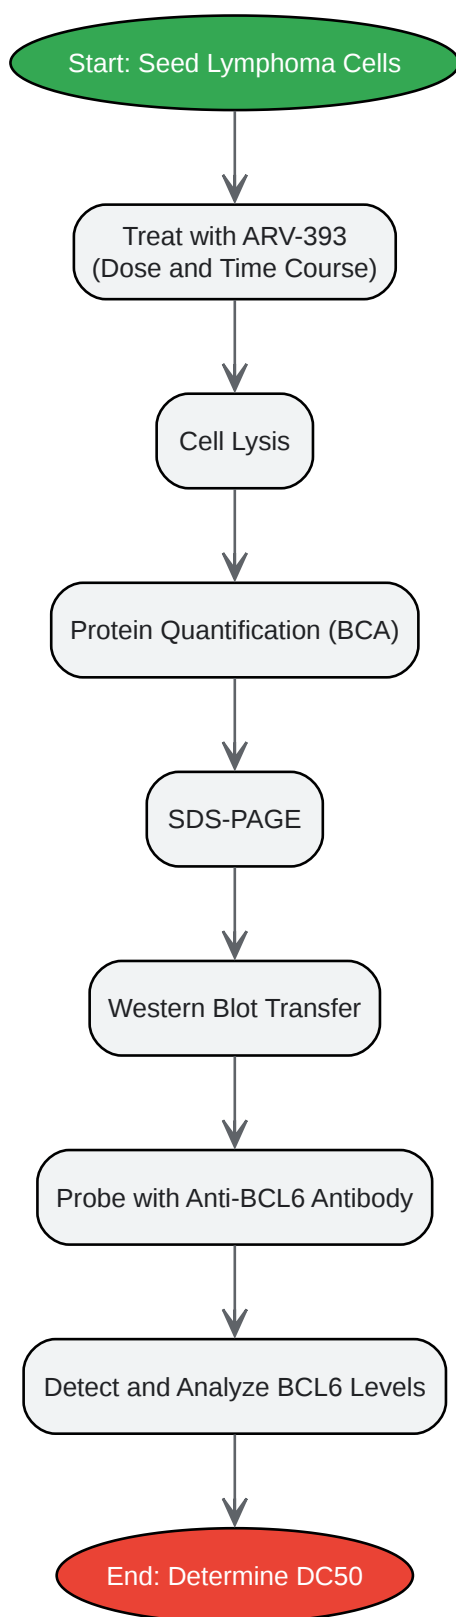 Start: Seed Lymphoma Cells
Treat with ARV-393
(Dose and Time Course)
Cell Lysis
Protein Quantification (BCA)
SDS-PAGE
Western Blot Transfer
Probe with Anti-BCL6 Antibody
Detect and Analyze BCL6 Levels
End: Determine DC50